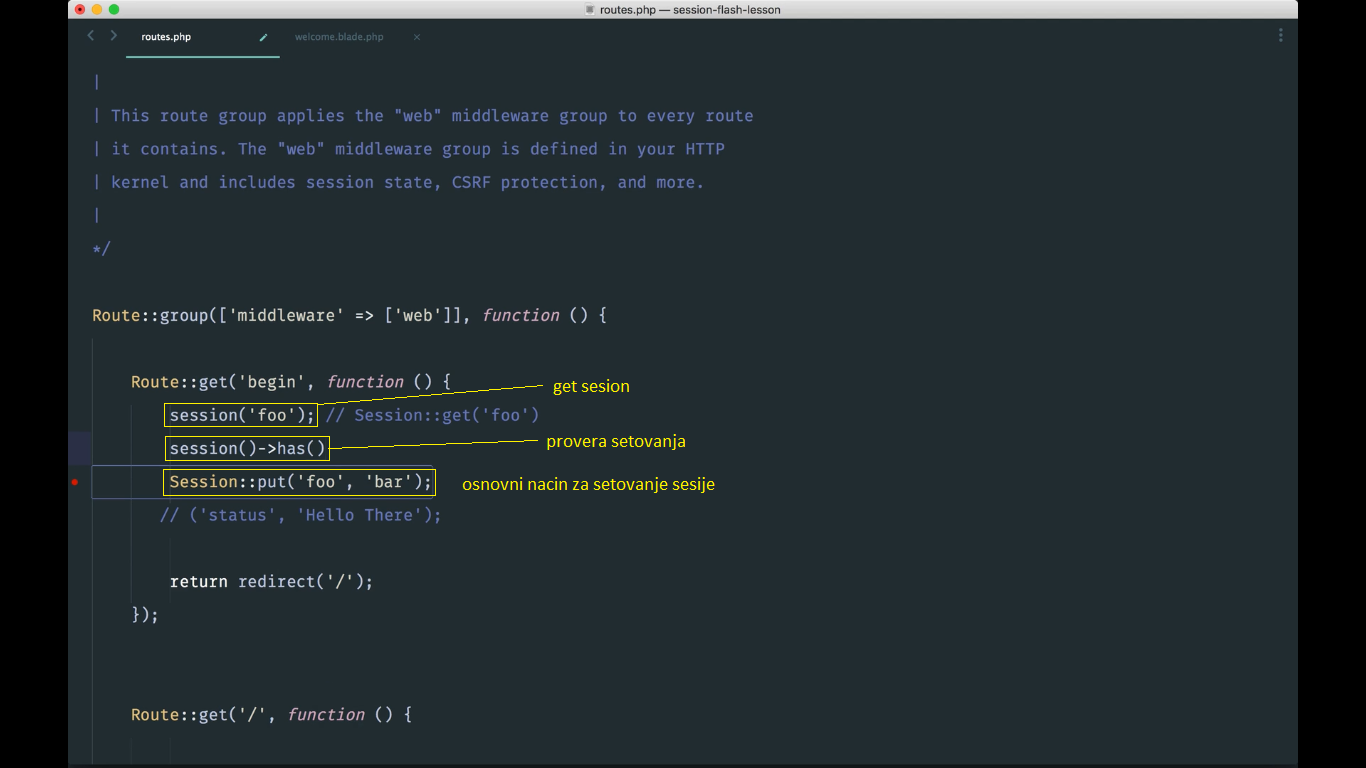 routes.php — session-flash-lesson
routes.php welcome.blade.php
|
| This route group applies the "web" middleware group to every route
| it contains. The "web" middleware group is defined in your HTTP
| kernel and includes session state, CSRF protection, and more.
|
*/
Route::group(['middleware' => ['web']], function () {
Route::get('begin', function () {
get sesion
session('foo'); // Session::get('foo')
session()->has()
provera setovanja
Session::put('foo', 'bar');
osnovni nacin za setovanje sesije
// ('status', 'Hello There');
return redirect('/');
});
Route::get('/', function () {